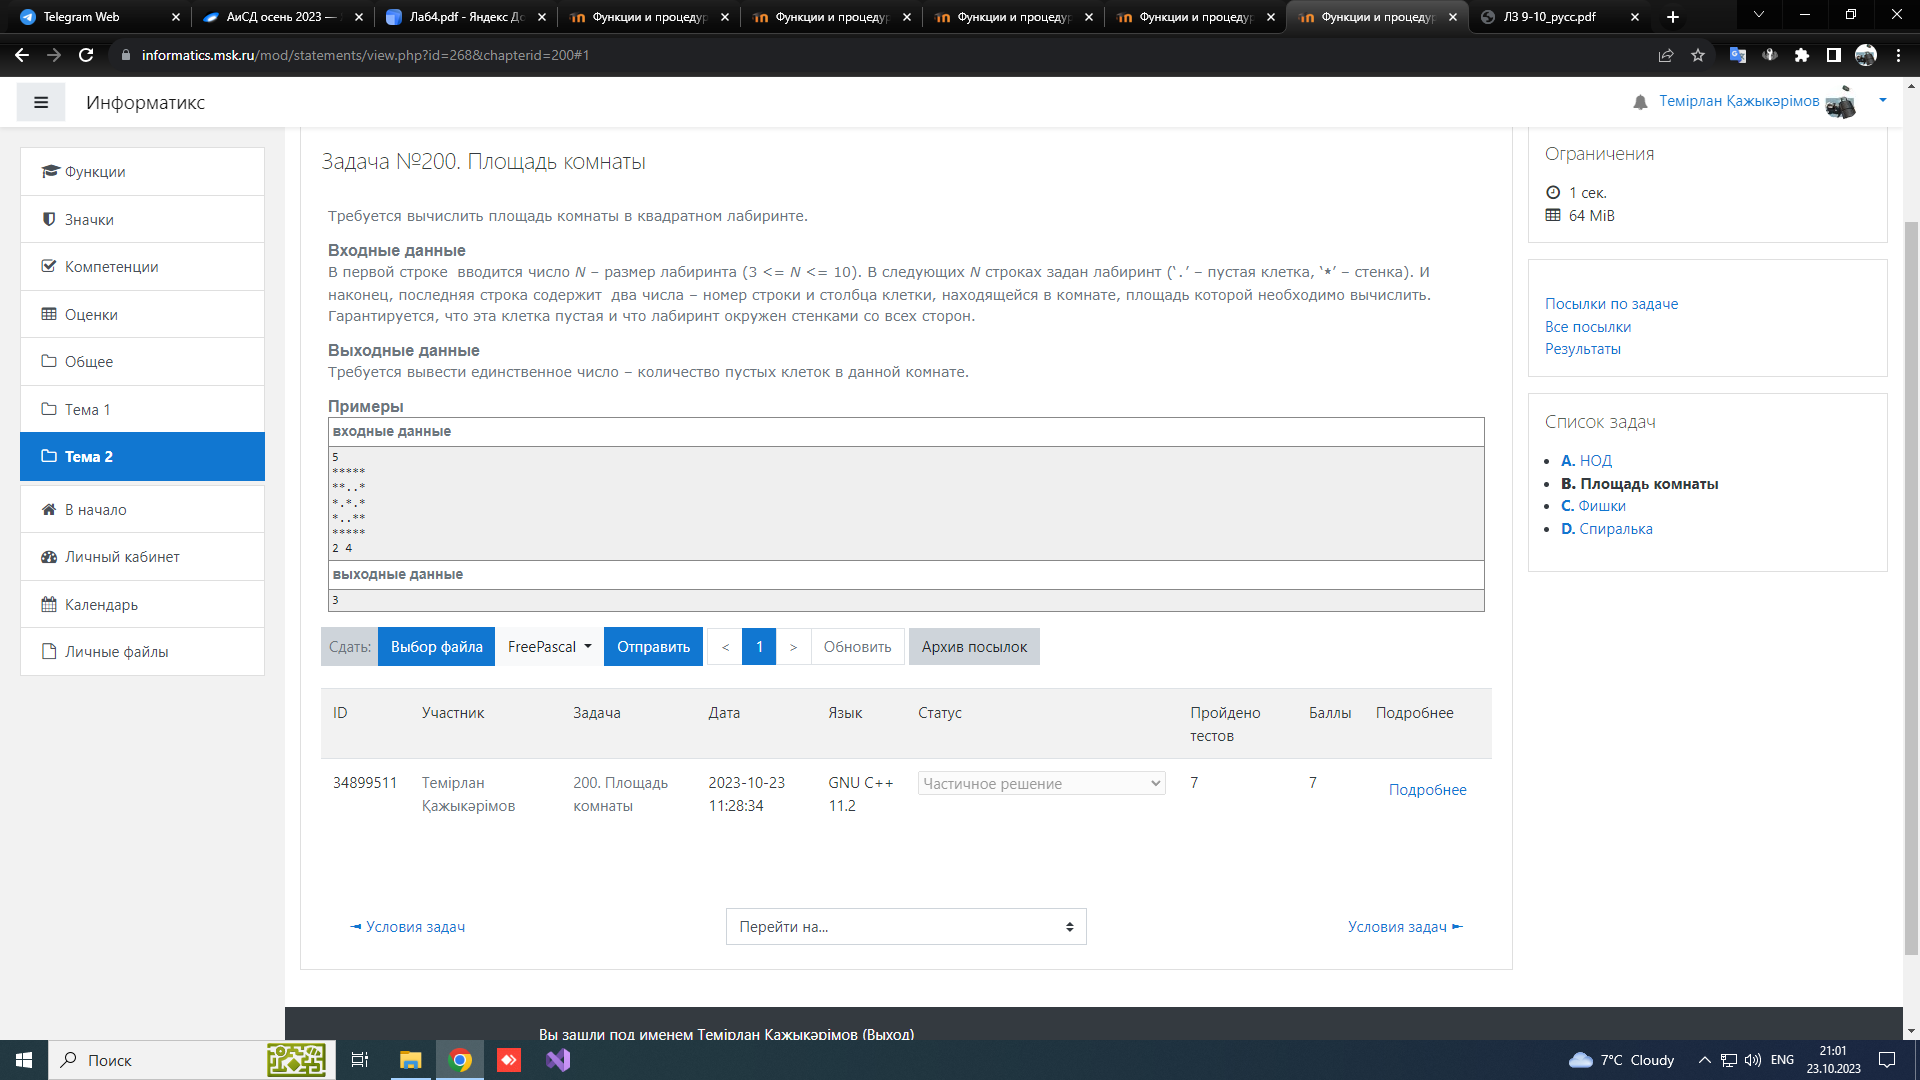 Telegram Web
АиСД осень 2023 —
Лаб4.pdf - Яндекс До
Функции и процедур
Функции и процедур
Функции и процедур
Функции и процедур
Функции и процедур
ЛЗ 9-10_русс.pdf
informatics.msk.ru/mod/statements/view.php?id=268&chapterid=200#1
Информатикс
Темірлан Қажыкәрімов
Функции
Значки
Компетенции
Оценки
Общее
Тема 1
Тема 2
В начало
Личный кабинет
Календарь
Личные файлы
Задача №200. Площадь комнаты
Требуется вычислить площадь комнаты в квадратном лабиринте.
Входные данные
В первой строке вводится число N – размер лабиринта (3 <= N <= 10). В следующих N строках задан лабиринт (‘.’ – пустая клетка, ‘*’ – стенка). И
наконец, последняя строка содержит два числа – номер строки и столбца клетки, находящейся в комнате, площадь которой необходимо вычислить.
Гарантируется, что эта клетка пустая и что лабиринт окружен стенками со всех сторон.
Выходные данные
Требуется вывести единственное число – количество пустых клеток в данной комнате.
Примеры
входные данные
5
*****
**..*
*.*.*
*..**
*****
2 4
выходные данные
3
Сдать: Выбор файла FreePascal Отправить < 1 > Обновить Архив посылок
ID Участник Задача Дата Язык Статус Пройдено тестов Баллы Подробнее
34899511 Темірлан Қажыкәрімов 200. Площадь комнаты 2023-10-23 11:28:34 GNU C++ 11.2 Частичное решение 7 7 Подробнее
◄ Условия задач
Перейти на...
Условия задач ►
Ограничения
1 сек.
64 MiB
Посылки по задаче
Все посылки
Результаты
Список задач
A. НОД
B. Площадь комнаты
C. Фишки
D. Спиралька
Вы зашли под именем Темірлан Қажыкәрімов (Выход)
Поиск
7°C Cloudy
ENG
21:01
23.10.2023